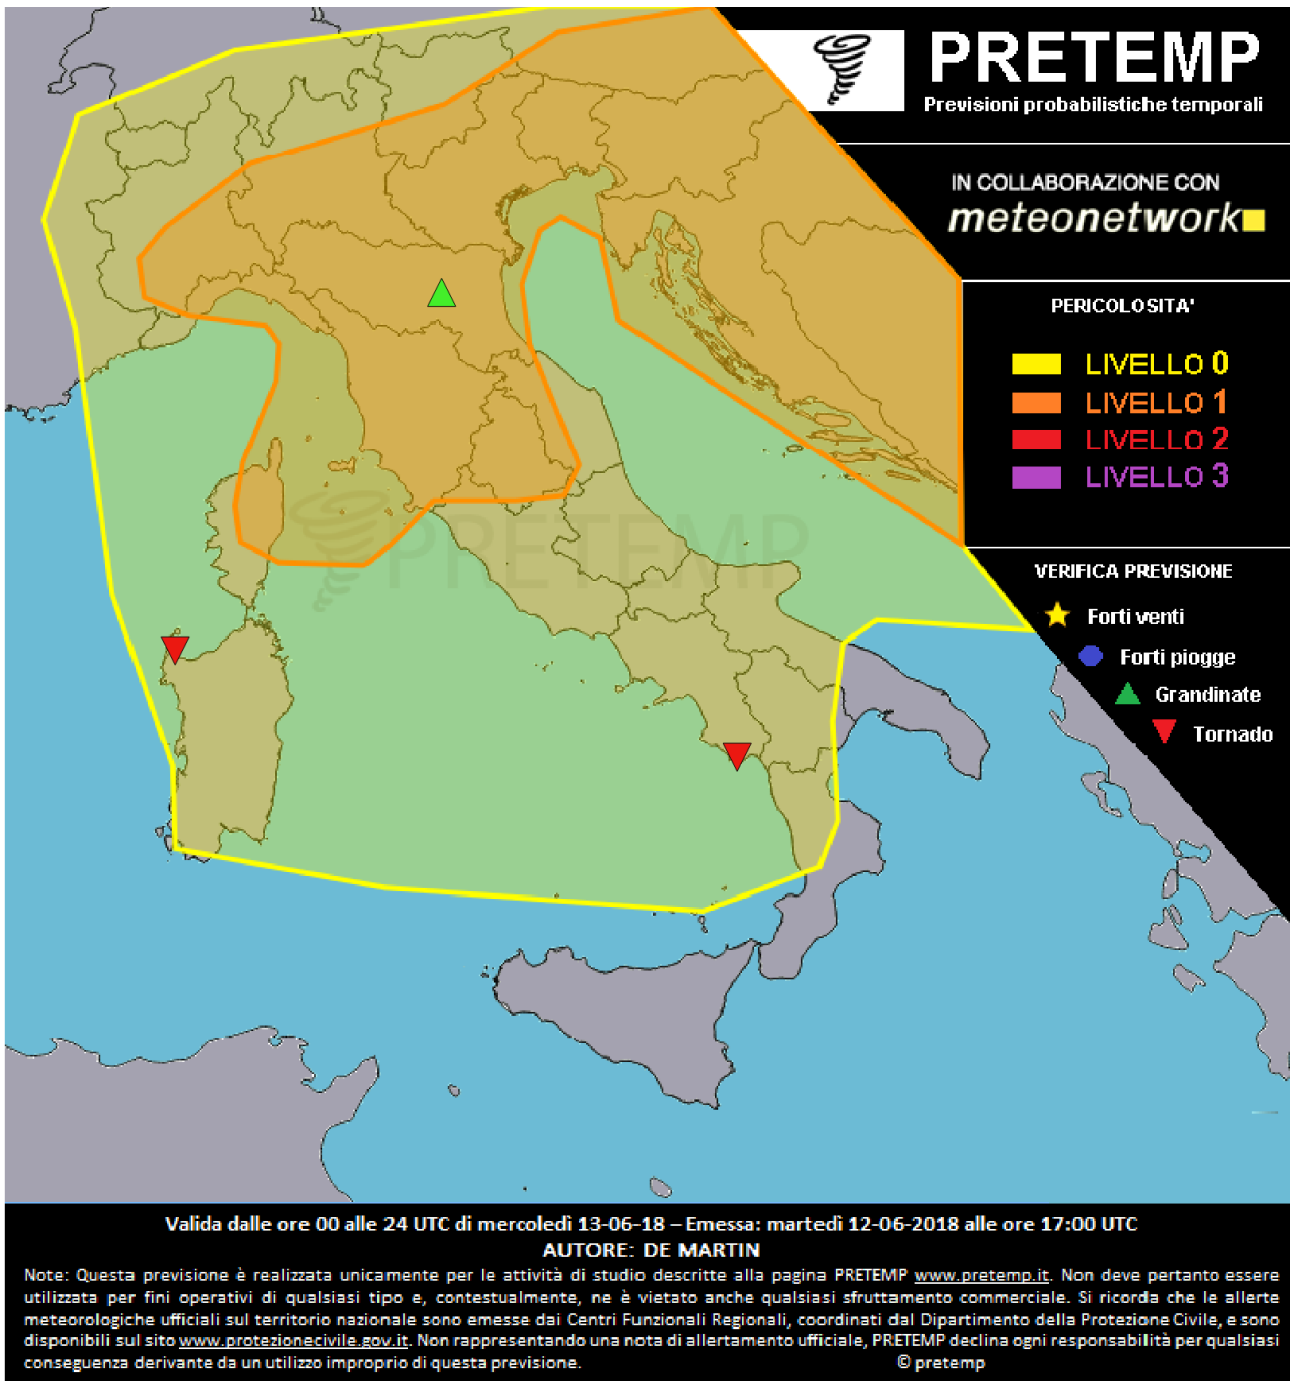 PRETEMP
Previsioni probabilistiche temporali
IN COLLABORAZIONE CON
meteonetwork
PERICOLOSITA'
LIVELLO 0
LIVELLO 1
LIVELLO 2
LIVELLO 3
PRETEMP
VERIFICA PREVISIONE
Forti venti
Forti piogge
Grandinate
Tornado
Valida dalle ore 00 alle 24 UTC di mercoledì 13-06-18 – Emessa: martedì 12-06-2018 alle ore 17:00 UTC
AUTORE: DE MARTIN
Note: Questa previsione è realizzata unicamente per le attività di studio descritte alla pagina PRETEMP www.pretemp.it. Non deve pertanto essere
utilizzata per fini operativi di qualsiasi tipo e, contestualmente, ne è vietato anche qualsiasi sfruttamento commerciale. Si ricorda che le allerte
meteorologiche ufficiali sul territorio nazionale sono emesse dai Centri Funzionali Regionali, coordinati dal Dipartimento della Protezione Civile, e sono
disponibili sul sito www.protezionecivile.gov.it. Non rappresentando una nota di allertamento ufficiale, PRETEMP declina ogni responsabilità per qualsiasi
conseguenza derivante da un utilizzo improprio di questa previsione. © pretemp